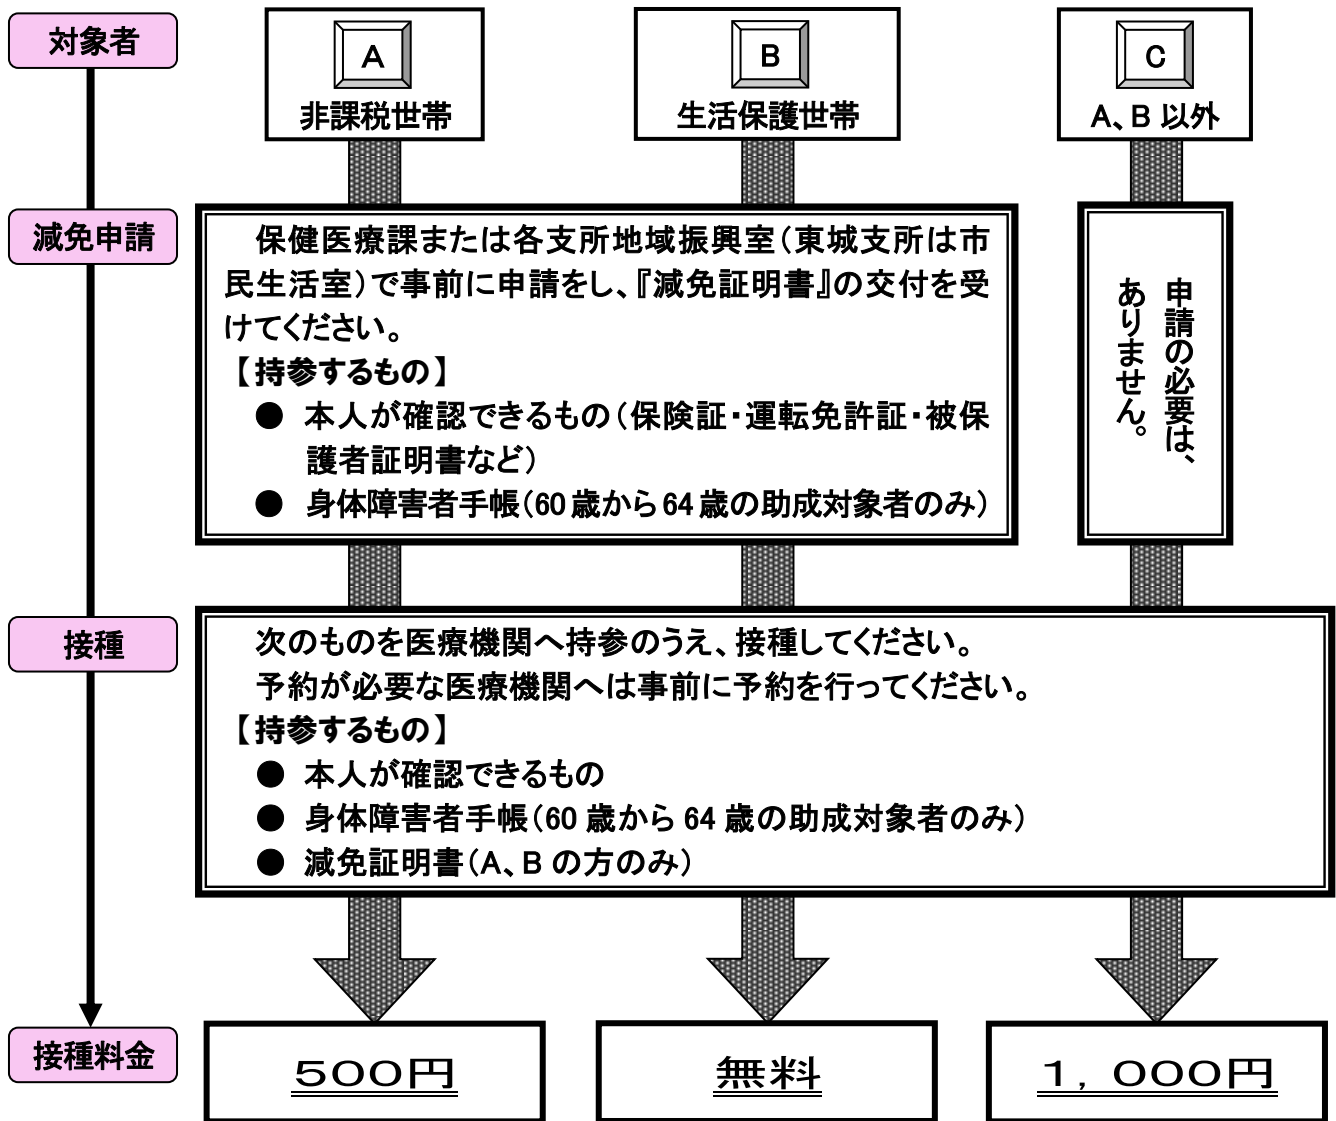 対象者
A
非課税世帯
B
生活保護世帯
C
A、B 以外
減免申請
保健医療課または各支所地域振興室(東城支所は市
民生活室)で事前に申請をし、『減免証明書』の交付を受
けてください。
【持参するもの】
● 本人が確認できるもの(保険証・運転免許証・被保
護者証明書など)
● 身体障害者手帳(60 歳から 64 歳の助成対象者のみ)
申請の必要は、
ありません。
接種
次のものを医療機関へ持参のうえ、接種してください。
予約が必要な医療機関へは事前に予約を行ってください。
【持参するもの】
● 本人が確認できるもの
● 身体障害者手帳(60 歳から 64 歳の助成対象者のみ)
● 減免証明書(A、B の方のみ)
接種料金
500円
無料
1,000円